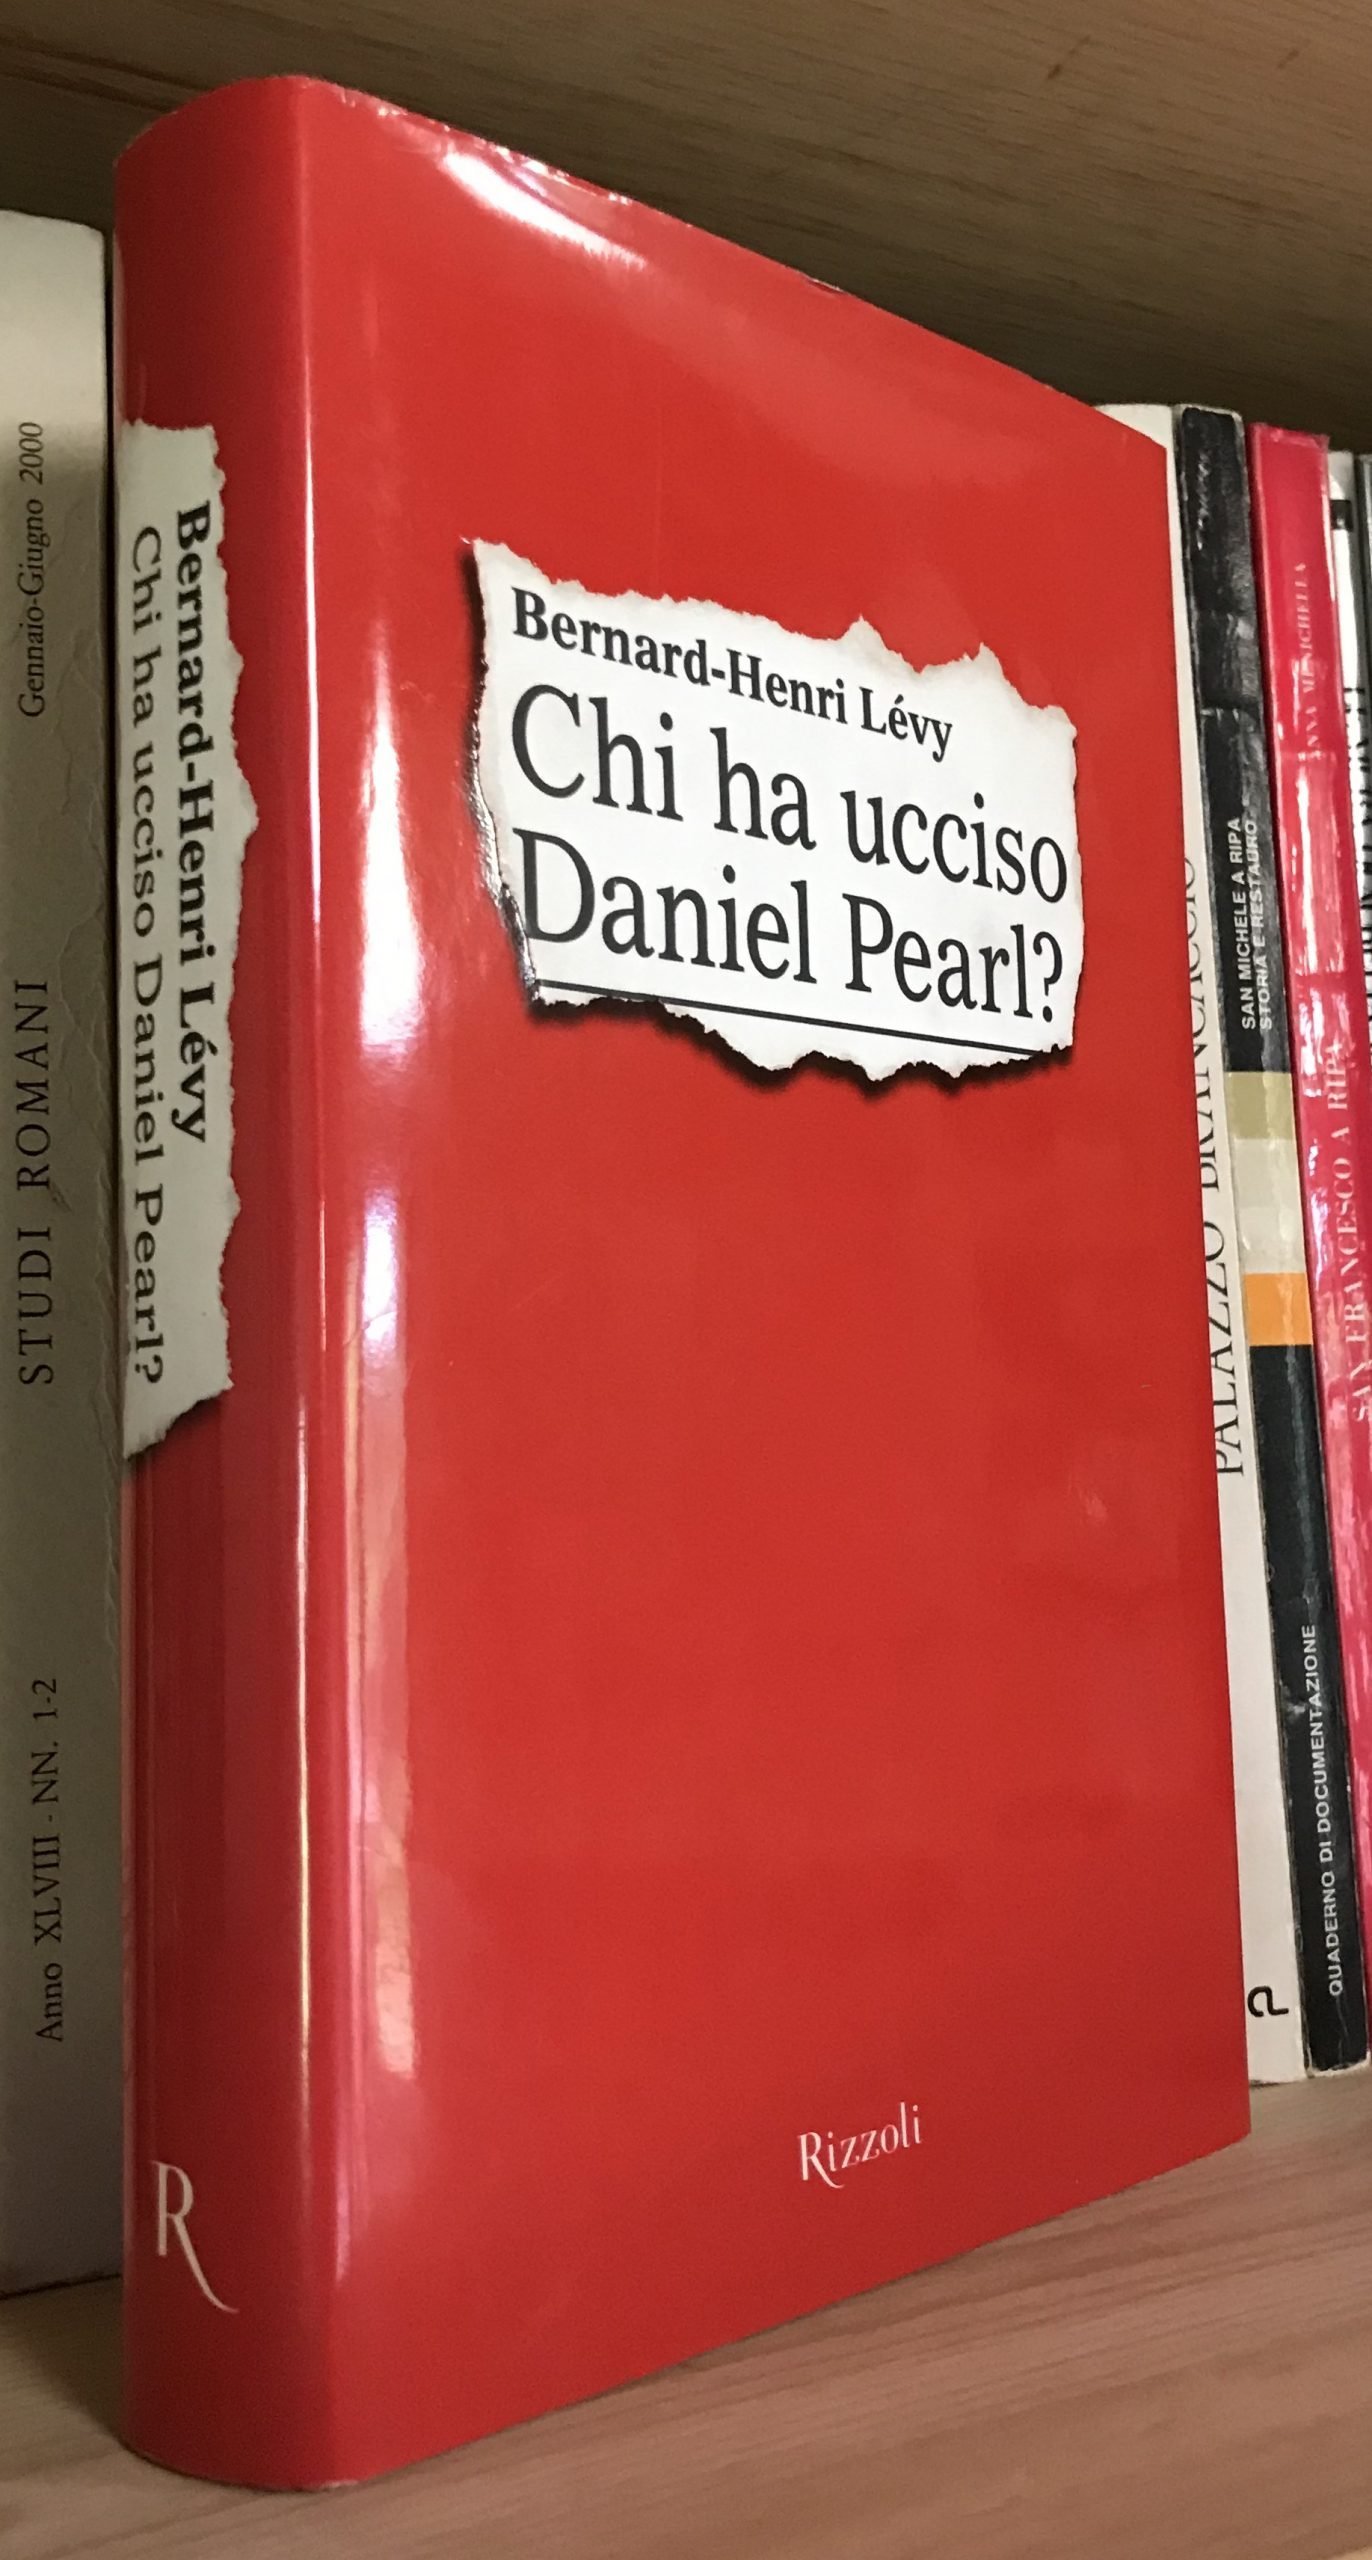 Gennaio-Giugno 2000
STUDI ROMANI
Anno XLVIII - NN. 1-2
Bernard-Henri Lévy
Chi ha ucciso Daniel Pearl?
R
Bernard-Henri Lévy
Chi ha ucciso
Daniel Pearl?
Rizzoli
PALAZZO BRANCACCIO
SAN MICHELE A RIPA
STORIA E RESTAURO
QUADERNO DI DOCUMENTAZIONE
SAN FRANCESCO A RIPA